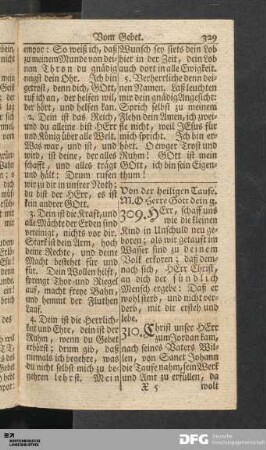 Vom Gebet. 329
empor: So weiß ich, daß
zu meinem Munde von dei-
nem Thron du gnädig
neigst dein Ohr. Ich bin
getrost, denn dich, GOtt,
ruf ich an, der helfen will,
der hört, und helfen kan.
2. Dein ist das Reich,
und du alleine bist HErr
und König über alle Welt.
Was war, und ist, und
wird, ist deine, der alles
schafft, und alles trägt
und hält: Drum rufen
wir zu dir in unsrer Noth:
du bist der HErr, es ist
kein andrer GOtt.
3. Dein ist die Kraft, und
alle Mächte der Erden sind
vereinet, nichts vor dir.
Stark ist dein Arm, hoch
deine Rechte, und deine
Macht bestehet für und
für. Dein Wollen hilft,
zwingt Thor und Riegel
auf, macht frohe Bahn,
und hemmt der Fluthen
Lauf.
4. Dein ist die Herrlich-
keit und Ehre, dein ist der
Ruhm, wenn du Gebet
erhörst; drum gib, daß
niemals ich begehre, was
du nicht selbst mich zu be-
gehren lehrst. Mein
Wunsch sey stets dein Lob
hier in der Zeit, dein Lob
auch dort in alle Ewigkeit.
5. Verherrliche denn dei-
nen Namen. Laß leuchten
mir dein gnädig Angesicht:
Sprich selbst zu meinem
Flehn dein Amen, ich zwei-
fle nicht, weil JEsus für
mich spricht. Ich bin er-
hört. O ewger Trost und
Ruhm! GOtt ist mein
GOtt, ich bin sein Eigen-
thum!
Von der heiligen Taufe.
M. O HErre Gott dein g.
309. HErr, schaff uns
wie die kleinen
Kind in Unschuld neu ge-
boren; als wir getauft im
Wasser sind zu deinem
Volk erkoren; daß dem-
nach sich, HErr Christ,
an dich der sündlich
Mensch ergebe: Daß er
wohl sterb, und nicht ver-
derb, mit dir ersteh und
lebe.
310. Christ unser HErr
zum Jordan kam,
nach seines Vaters Wil-
len, von Sanct Johann
die Taufe nahm, sein Werk
und Amt zu erfüllen, da
X 5 wolt
DFG